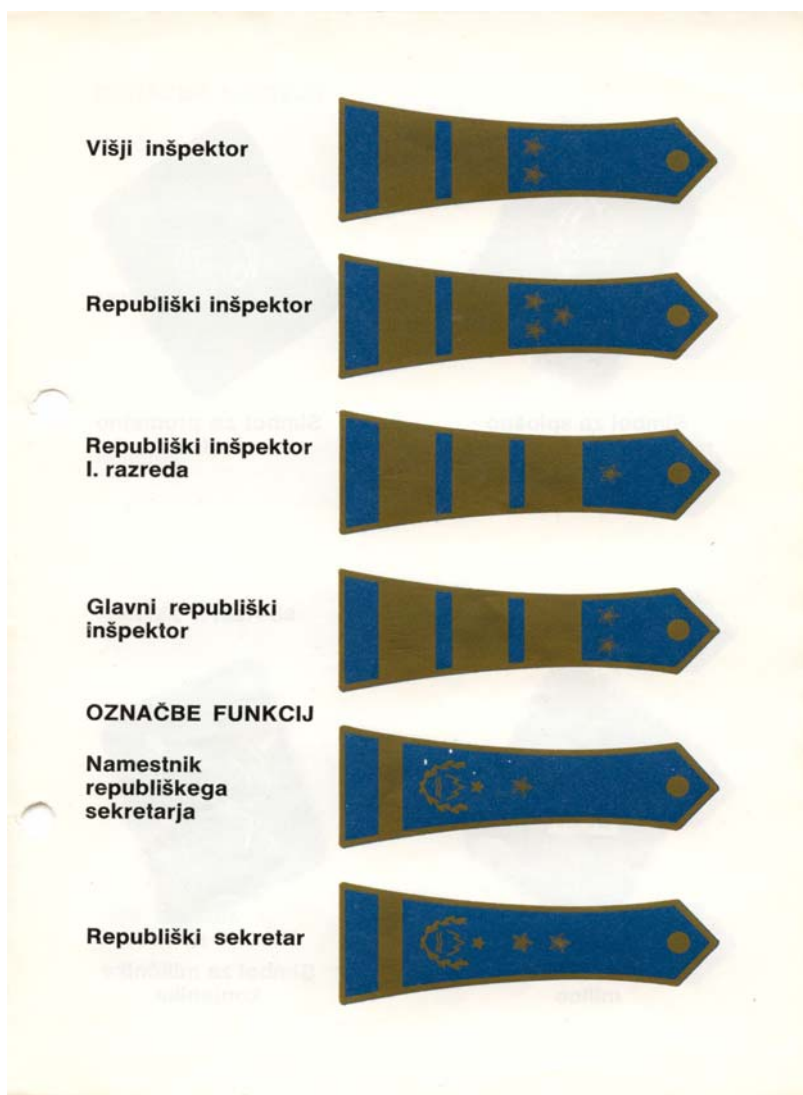 Višji inšpektor
Republiški inšpektor
Republiški inšpektor
I. razreda
Glavni republiški
inšpektor
OZNAČBE FUNKCIJ
Namestnik
republiškega
sekretarja
Republiški sekretar